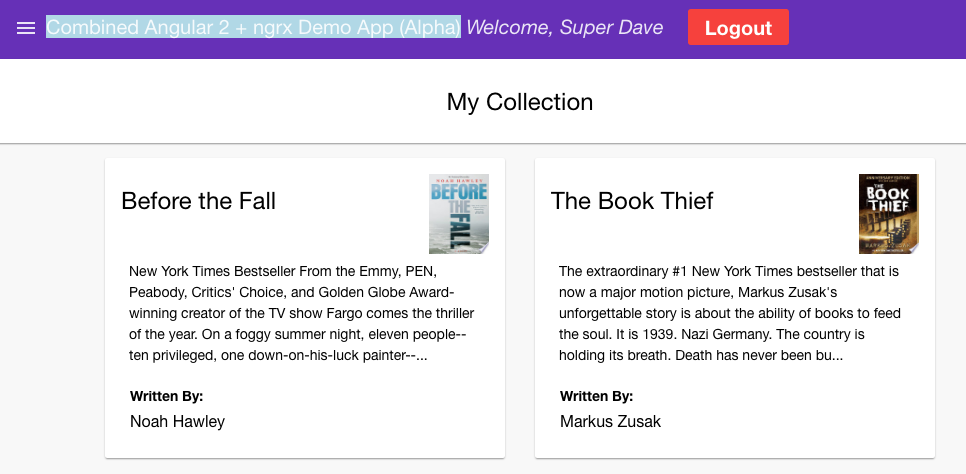 Combined Angular 2 + ngrx Demo App (Alpha) Welcome, Super Dave Logout
My Collection
Before the Fall
NOAH HAWLEY
BEFORE
THE
FALL
New York Times Bestseller From the Emmy, PEN,
Peabody, Critics' Choice, and Golden Globe Award-
winning creator of the TV show Fargo comes the thriller
of the year. On a foggy summer night, eleven people--
ten privileged, one down-on-his-luck painter--...
Written By:
Noah Hawley
The Book Thief
THE
BOOK
THIEF
The extraordinary #1 New York Times bestseller that is
now a major motion picture, Markus Zusak's
unforgettable story is about the ability of books to feed
the soul. It is 1939. Nazi Germany. The country is
holding its breath. Death has never been bu...
Written By:
Markus Zusak